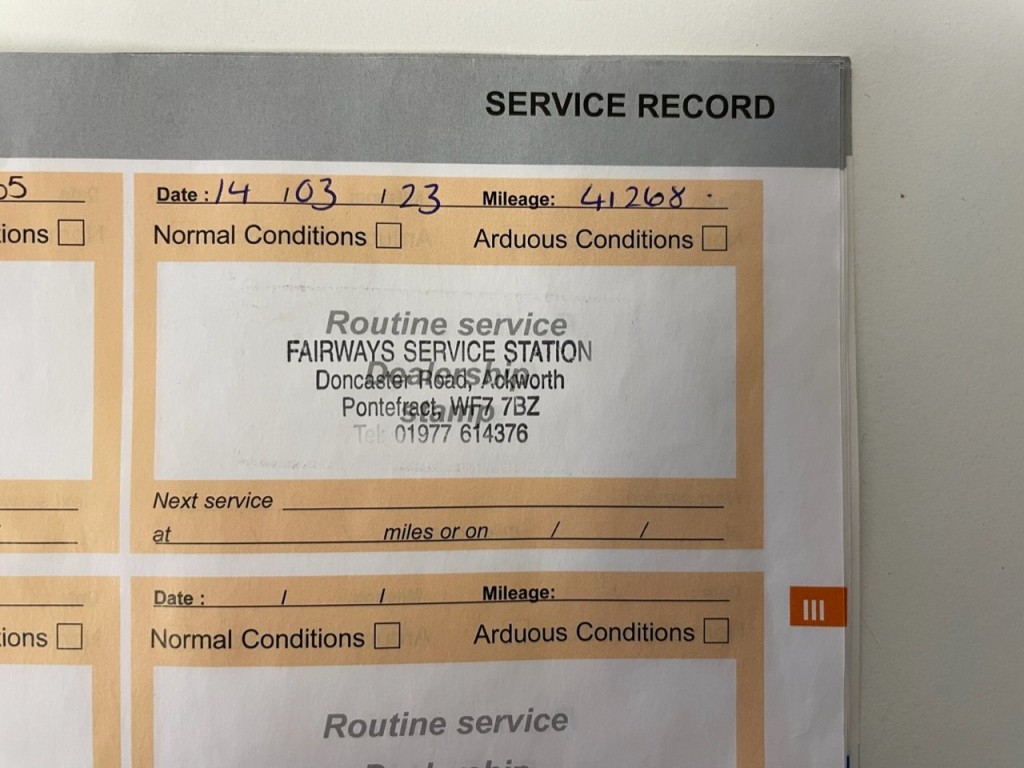 SERVICE RECORD
Date : 14 / 03 / 23 Mileage: 41268
Normal Conditions Arduous Conditions
Routine service
FAIRWAYS SERVICE STATION
Dealership
Doncaster Road, Ackworth
stamp
Pontefract, WF7 7BZ
Tel: 01977 614376
Next service
at miles or on / /
Date : / / Mileage:
ions Normal Conditions Arduous Conditions
Routine service
III